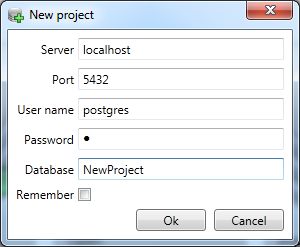 New project
Server localhost
Port 5432
User name postgres
Password •
Database NewProject
Remember
Ok Cancel